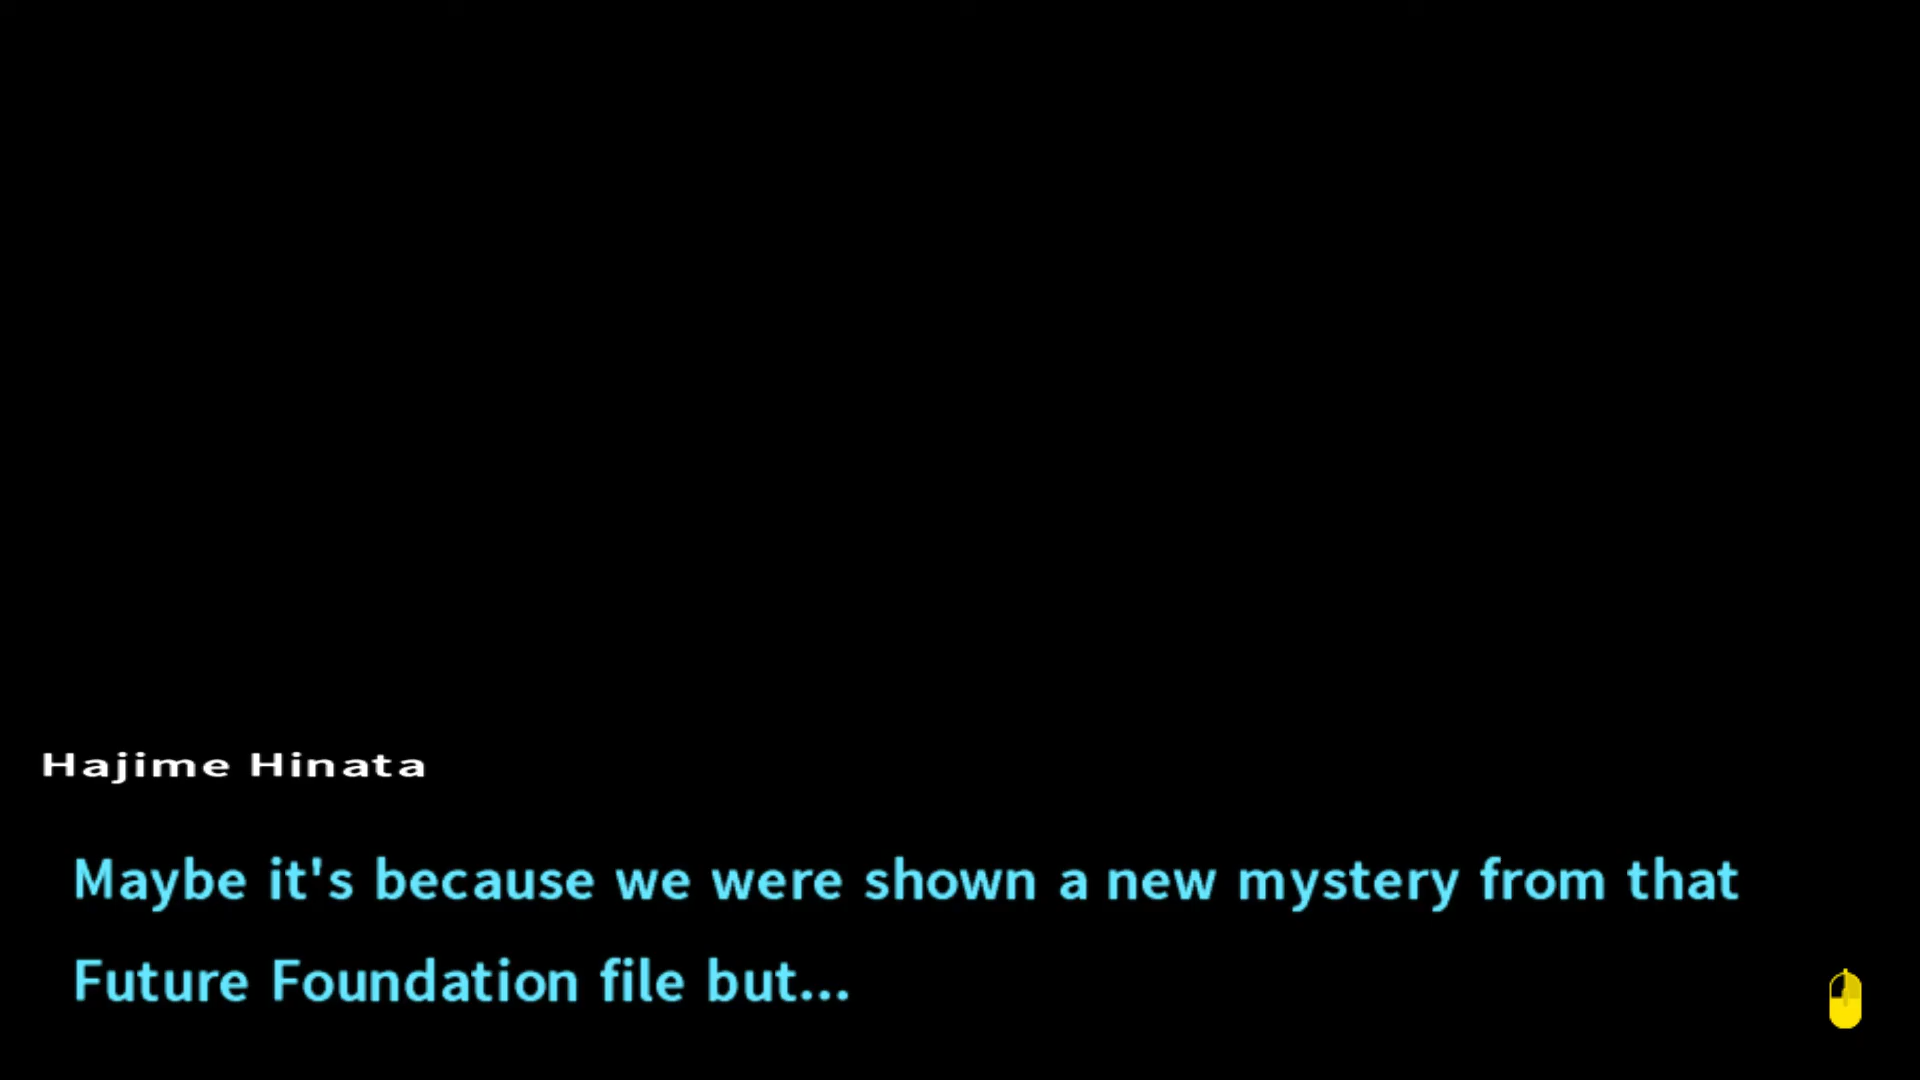 Hajime Hinata
Maybe it's because we were shown a new mystery from that
Future Foundation file but...